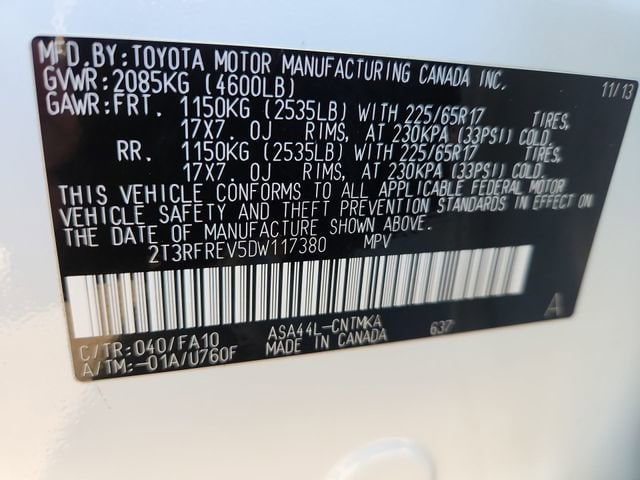 MFD.BY:TOYOTA MOTOR MANUFACTURING CANADA INC.
GVWR:2085KG (4600LB) 11/13
GAWR:FRT. 1150KG (2535LB) WITH 225/65R17 TIRES,
17X7. 0J RIMS, AT 230KPA (33PSI) COLD.
RR. 1150KG (2535LB) WITH 225/65R17 TIRES,
17X7. 0J RIMS, AT 230KPA (33PSI) COLD.
THIS VEHICLE CONFORMS TO ALL APPLICABLE FEDERAL MOTOR
VEHICLE SAFETY AND THEFT PREVENTION STANDARDS IN EFFECT ON
THE DATE OF MANUFACTURE SHOWN ABOVE.
2T3RFREV5DW117380 MPV
A
C/TR:040/FA10 ASA44L-CNTMKA 637
A/TM:-01A/U760F MADE IN CANADA